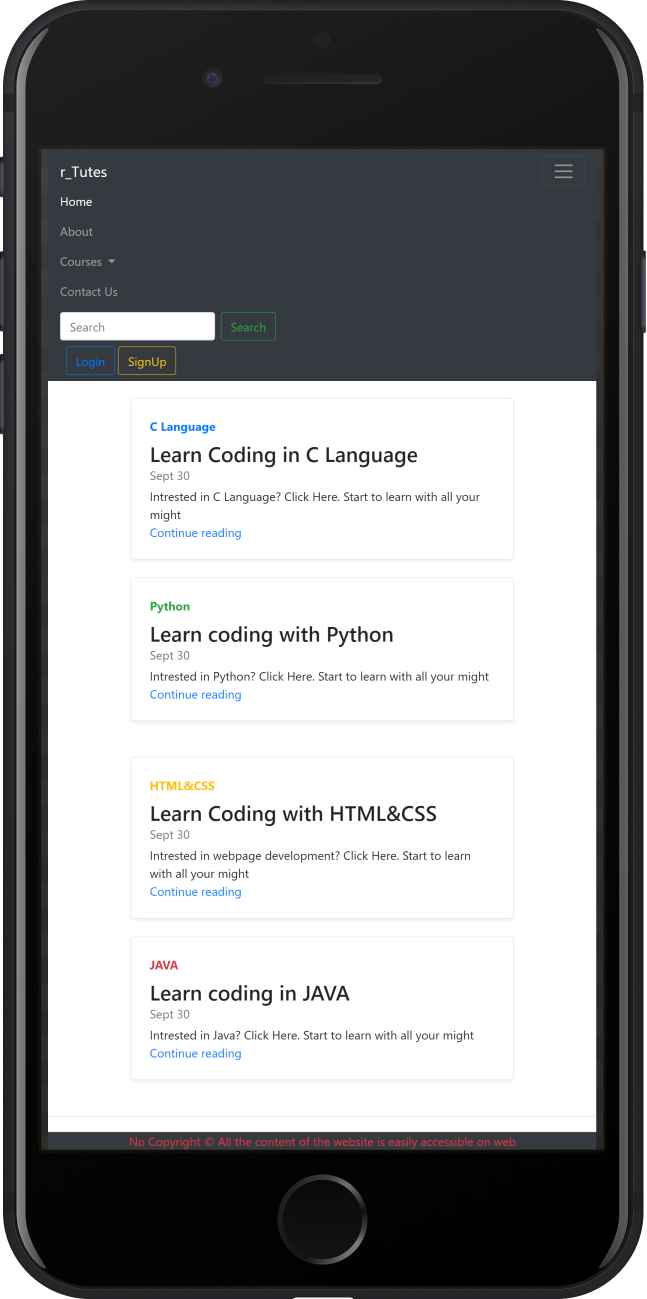 r_Tutes
Home
About
Courses
Contact Us
Search Search
Login SignUp
C Language
Learn Coding in C Language
Sept 30
Intrested in C Language? Click Here. Start to learn with all your
might
Continue reading
Python
Learn coding with Python
Sept 30
Intrested in Python? Click Here. Start to learn with all your might
Continue reading
HTML&CSS
Learn Coding with HTML&CSS
Sept 30
Intrested in webpage development? Click Here. Start to learn
with all your might
Continue reading
JAVA
Learn coding in JAVA
Sept 30
Intrested in Java? Click Here. Start to learn with all your might
Continue reading
No Copyright © All the content of the website is easily accessible on web